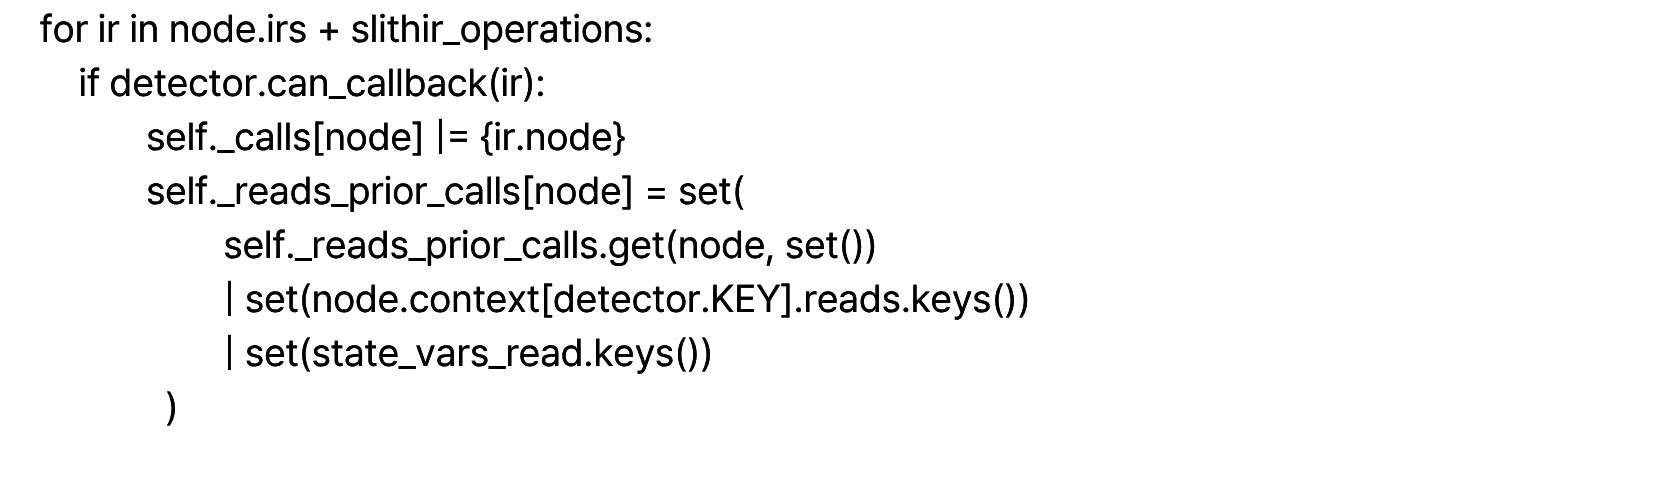 for ir in node.irs + slithir_operations:
if detector.can_callback(ir):
self._calls[node] |= {ir.node}
self._reads_prior_calls[node] = set(
self._reads_prior_calls.get(node, set())
| set(node.context[detector.KEY].reads.keys())
| set(state_vars_read.keys())
)